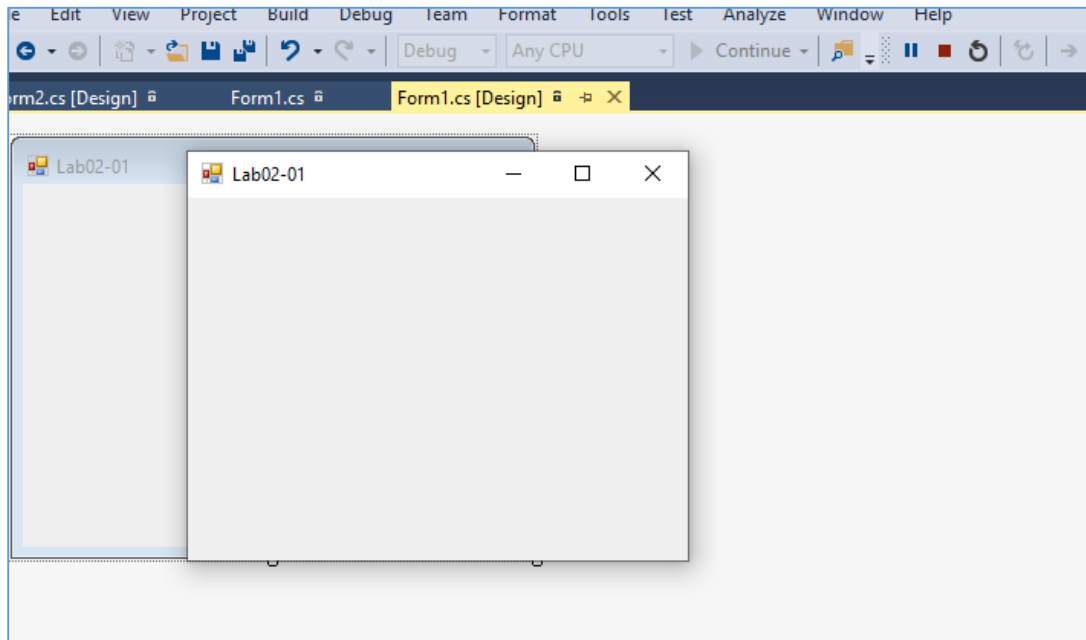 e Edit View Project Build Debug Team Format Tools Test Analyze Window Help
Debug Any CPU Continue
orm2.cs [Design] Form1.cs Form1.cs [Design]
Lab02-01
Lab02-01